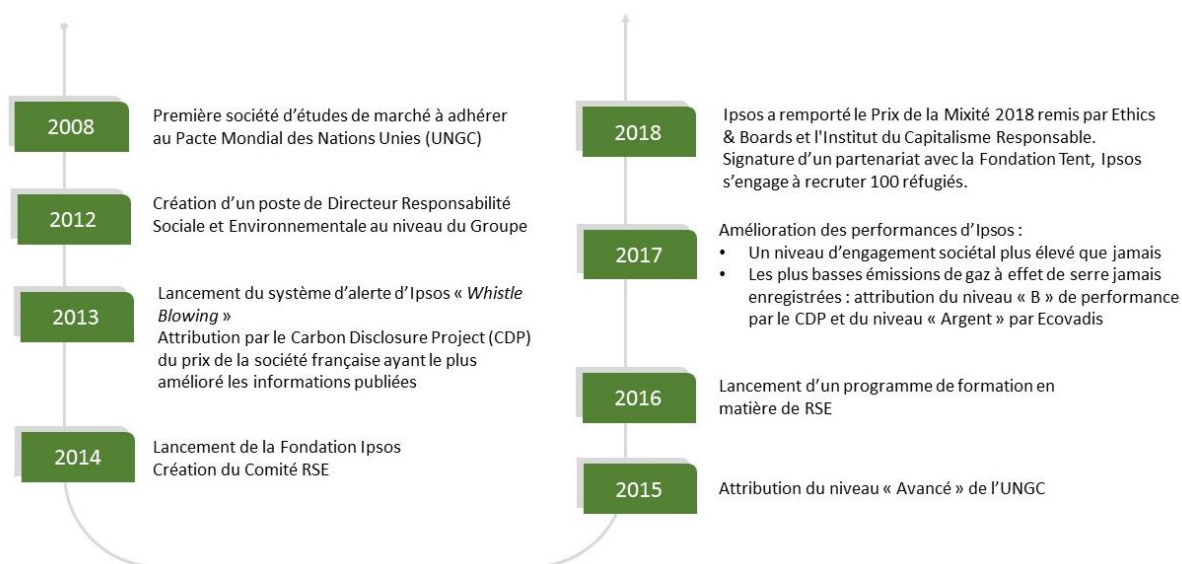 2008
Première société d'études de marché à adhérer
au Pacte Mondial des Nations Unies (UNGC)
2012
Création d'un poste de Directeur Responsabilité
Sociale et Environnementale au niveau du Groupe
2013
Lancement du système d'alerte d'Ipsos « Whistle
Blowing »
Attribution par le Carbon Disclosure Project (CDP)
du prix de la société française ayant le plus
amélioré les informations publiées
2014
Lancement de la Fondation Ipsos
Création du Comité RSE
2015
Attribution du niveau « Avancé » de l'UNGC
2016
Lancement d'un programme de formation en
matière de RSE
2017
Amélioration des performances d'Ipsos :
• Un niveau d'engagement sociétal plus élevé que jamais
• Les plus basses émissions de gaz à effet de serre jamais
enregistrées : attribution du niveau « B » de performance
par le CDP et du niveau « Argent » par Ecovadis
2018
Ipsos a remporté le Prix de la Mixité 2018 remis par Ethics
& Boards et l'Institut du Capitalisme Responsable.
Signature d'un partenariat avec la Fondation Tent, Ipsos
s'engage à recruter 100 réfugiés.